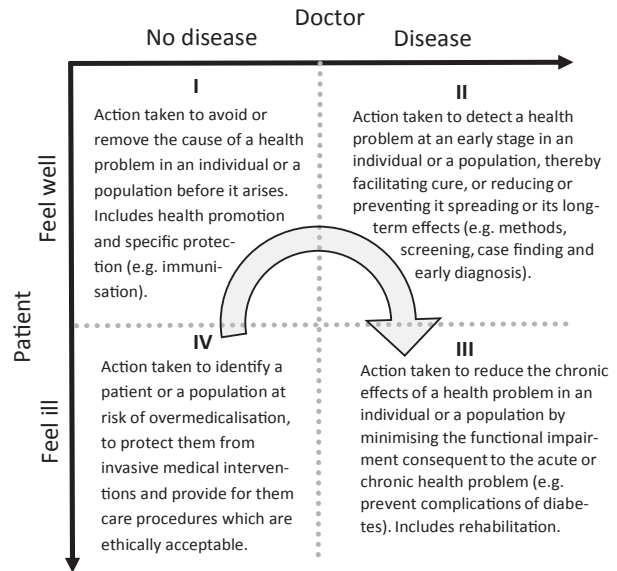 Doctor
No disease
Disease
Patient
Feel well
Feel ill
I
Action taken to avoid or
remove the cause of a health
problem in an individual or a
population before it arises.
Includes health promotion
and specific protec-
tion (e.g. immuni-
sation).
II
Action taken to detect a health
problem at an early stage in an
individual or a population, thereby
facilitating cure, or reducing or
preventing it spreading or its long-
term effects (e.g. methods,
screening, case finding and
early diagnosis).
IV
Action taken to identify a
patient or a population at
risk of overmedicalisation,
to protect them from
invasive medical interven-
tions and provide for them
care procedures which are
ethically acceptable.
III
Action taken to reduce the chronic
effects of a health problem in an
individual or a population by
minimising the functional impair-
ment consequent to the acute or
chronic health problem (e.g.
prevent complications of diabe-
tes). Includes rehabilitation.